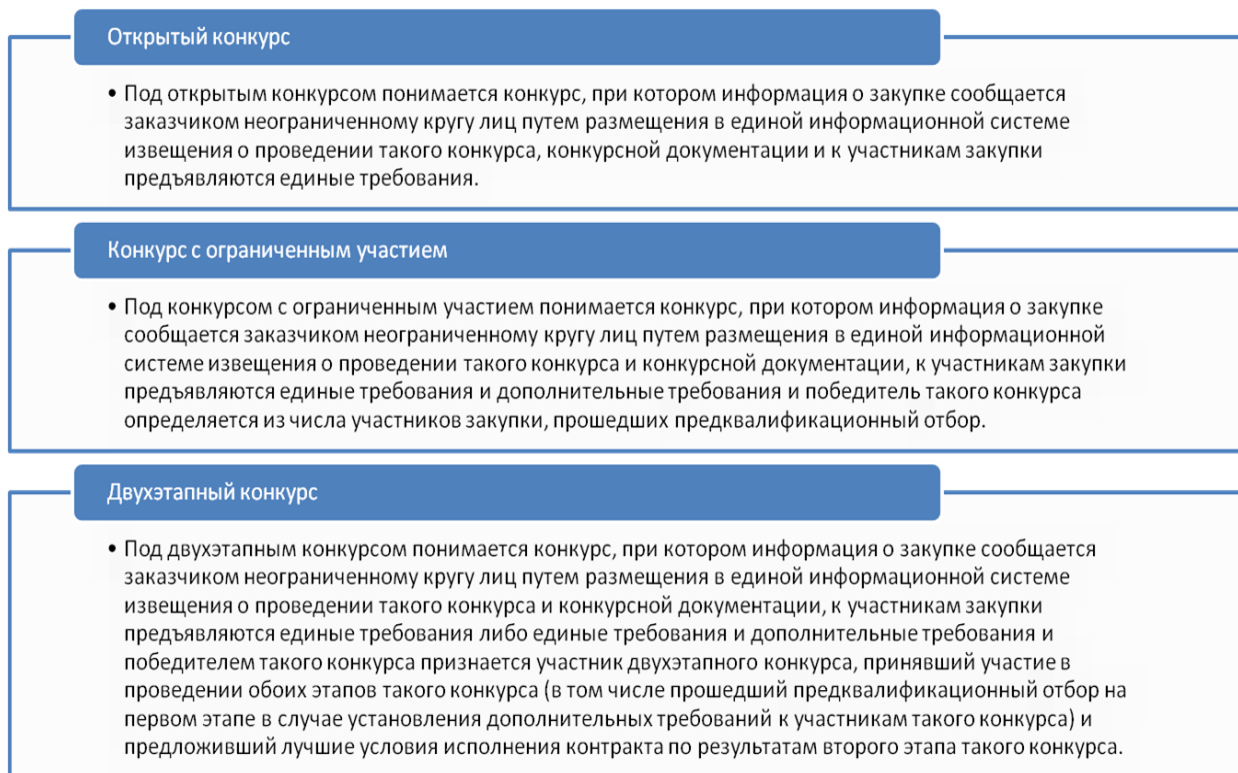 Открытый конкурс
• Под открытым конкурсом понимается конкурс, при котором информация о закупке сообщается
заказчиком неограниченному кругу лиц путем размещения в единой информационной системе
извещения о проведении такого конкурса, конкурсной документации и к участникам закупки
предъявляются единые требования.
Конкурс с ограниченным участием
• Под конкурсом с ограниченным участием понимается конкурс, при котором информация о закупке
сообщается заказчиком неограниченному кругу лиц путем размещения в единой информационной
системе извещения о проведении такого конкурса и конкурсной документации, к участникам закупки
предъявляются единые требования и дополнительные требования и победитель такого конкурса
определяется из числа участников закупки, прошедших предквалификационный отбор.
Двухэтапный конкурс
• Под двухэтапным конкурсом понимается конкурс, при котором информация о закупке сообщается
заказчиком неограниченному кругу лиц путем размещения в единой информационной системе
извещения о проведении такого конкурса и конкурсной документации, к участникам закупки
предъявляются единые требования либо единые требования и дополнительные требования и
победителем такого конкурса признается участник двухэтапного конкурса, принявший участие в
проведении обоих этапов такого конкурса (в том числе прошедший предквалификационный отбор на
первом этапе в случае установления дополнительных требований к участникам такого конкурса) и
предложивший лучшие условия исполнения контракта по результатам второго этапа такого конкурса.